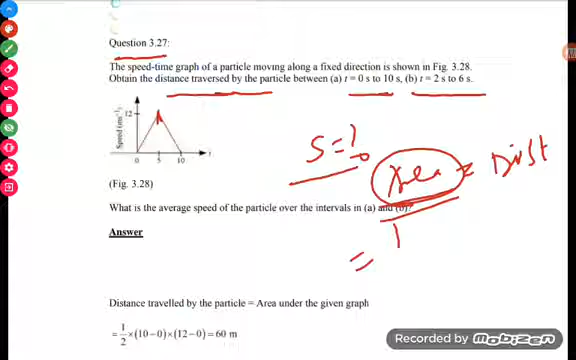 Question 3.27:
The speed-time graph of a particle moving along a fixed direction is shown in Fig. 3.28.
Obtain the distance traversed by the particle between (a) t = 0 s to 10 s, (b) t = 2 s to 6 s.
Speed (ms⁻¹)
12
0 5 10 t
S = ?
Area = Dist
(Fig. 3.28)
What is the average speed of the particle over the intervals in (a) and (b)?
= 1
Answer
Distance travelled by the particle = Area under the given graph
= 1/2 × (10 − 0) × (12 − 0) = 60 m
Recorded by mobizen